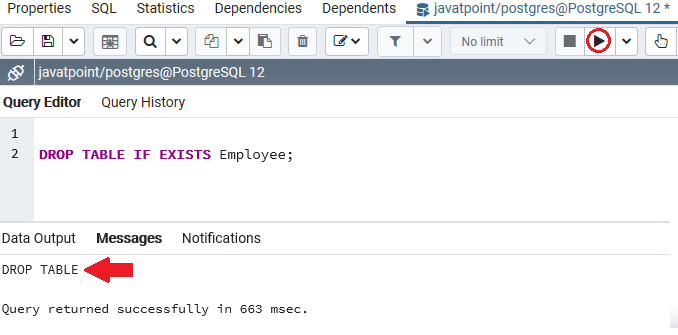 Properties SQL Statistics Dependencies Dependents javatpoint/postgres@PostgreSQL 12 *
No limit
javatpoint/postgres@PostgreSQL 12
Query Editor Query History
1
2 DROP TABLE IF EXISTS Employee;
Data Output Messages Notifications
DROP TABLE
Query returned successfully in 663 msec.